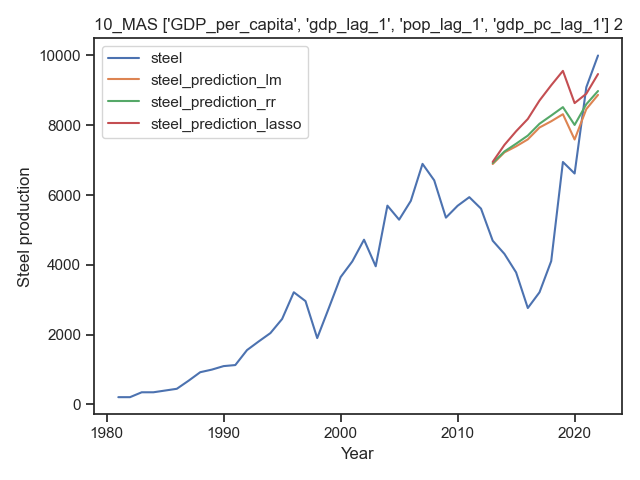 10_MAS ['GDP_per_capita', 'gdp_lag_1', 'pop_lag_1', 'gdp_pc_lag_1'] 2
steel
steel_prediction_lm
steel_prediction_rr
steel_prediction_lasso
10000
8000
6000
4000
2000
0
Steel production
1980 1990 2000 2010 2020
Year